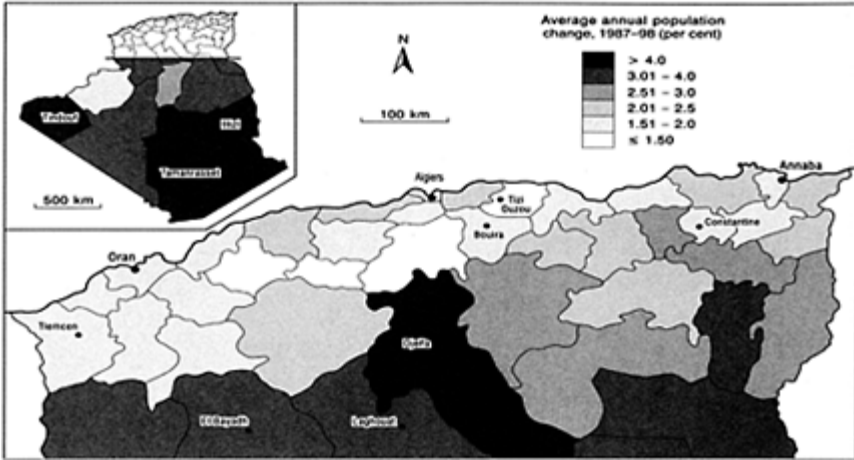 Average annual population
change, 1987–98 (per cent)
> 4.0
3.01 – 4.0
2.51 – 3.0
2.01 – 2.5
1.51 – 2.0
≤ 1.50
N
100 km
Tindouf
Illizi
Tamanrasset
500 km
Algiers
Annaba
Tizi
Ouzou
Constantine
Bouira
Oran
Tlemcen
Djelfa
El Bayadh
Laghouat